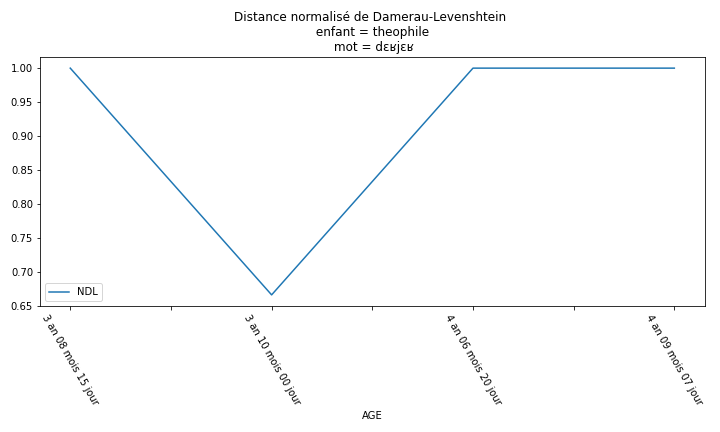 Distance normalisé de Damerau-Levenshtein
enfant = theophile
mot = dɛʁjɛʁ
1.00
0.95
0.90
0.85
0.80
0.75
0.70
0.65
NDL
3 an 08 mois 15 jour
3 an 10 mois 00 jour
4 an 06 mois 20 jour
4 an 09 mois 07 jour
AGE